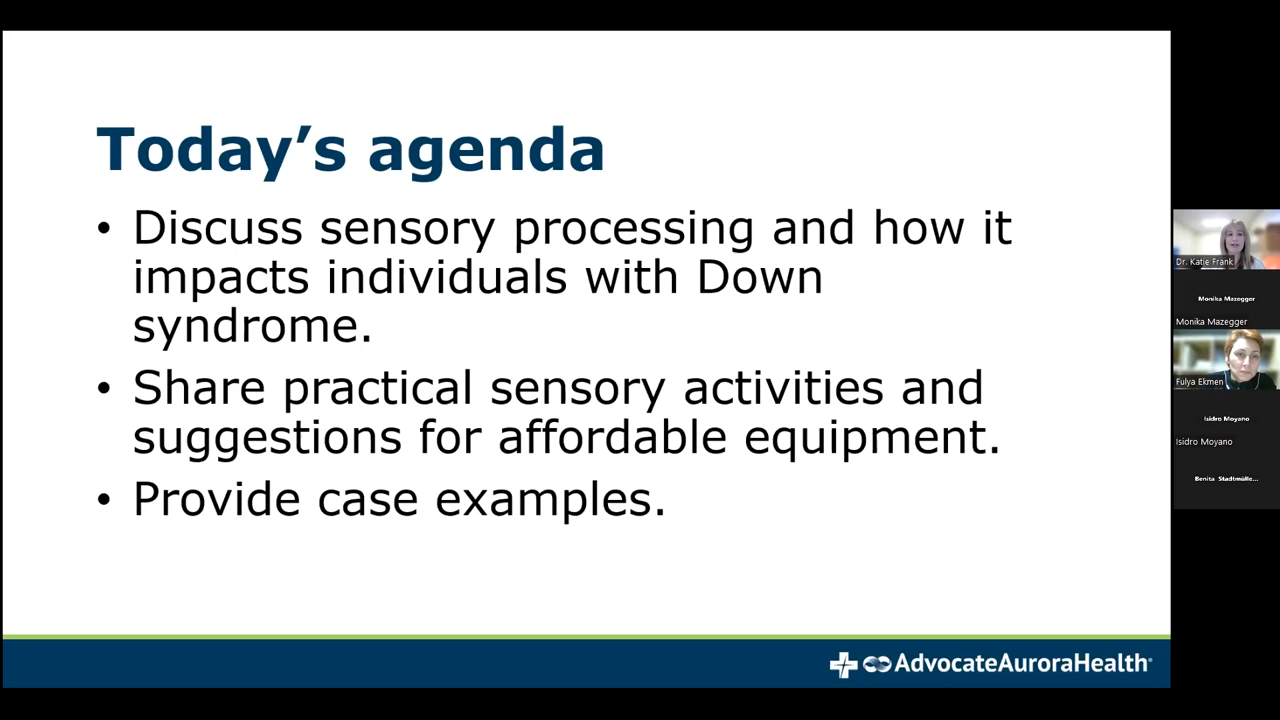 Today’s agenda
• Discuss sensory processing and how it
impacts individuals with Down
syndrome.
• Share practical sensory activities and
suggestions for affordable equipment.
• Provide case examples.
AdvocateAuroraHealth®
Dr. Katie Frank
Monika Mazegger
Monika Mazegger
Fulya Ekmen
Isidro Moyano
Isidro Moyano
Benita Stadtmülle...